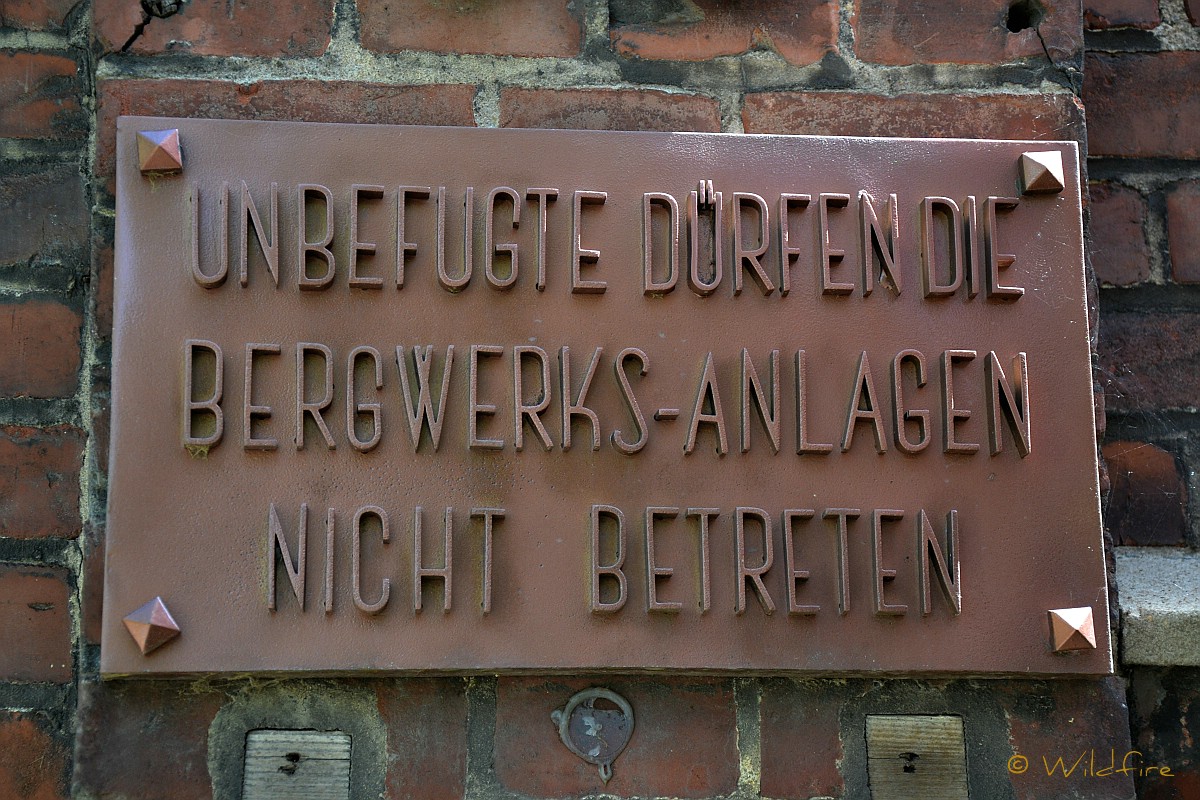 UNBEFUGTE DÜRFEN DIE
BERGWERKS-ANLAGEN
NICHT BETRETEN
© Wildfire